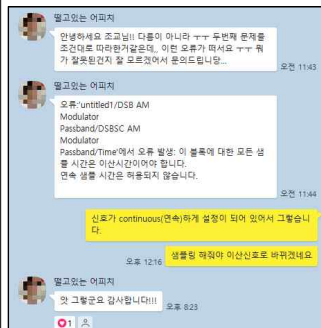 떨고있는 어피치
안녕하세요 조교님!! 다름이 아니라 ㅜㅜ 두번째 문제를
조건대로 따라한거같은데,, 이런 오류가 떠서요 ㅜㅜ 뭐
가 잘못된건지 잘 모르겠어서 문의드립니당...
오전 11:43
떨고있는 어피치
오류:'untitled1/DSB AM
Modulator
Passband/DSBSC AM
Modulator
Passband/Time'에서 오류 발생: 이 블록에 대한 모든 샘
플 시간은 이산시간이어야 합니다.
연속 샘플 시간은 허용되지 않습니다.
오전 11:44
신호가 continuous(연속)하게 설정이 되어 있어서 그렇습니
다.
오후 12:16
샘플링 해줘야 이산신호로 바뀌겠네요
떨고있는 어피치
앗 그렇군요 감사합니다!!!
오후 8:23
1